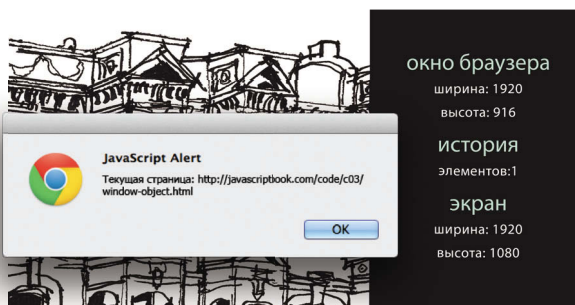 JavaScript Alert
Текущая страница: http://javascriptbook.com/code/c03/
window-object.html
OK
окно браузера
ширина: 1920
высота: 916
история
элементов:1
экран
ширина: 1920
высота: 1080